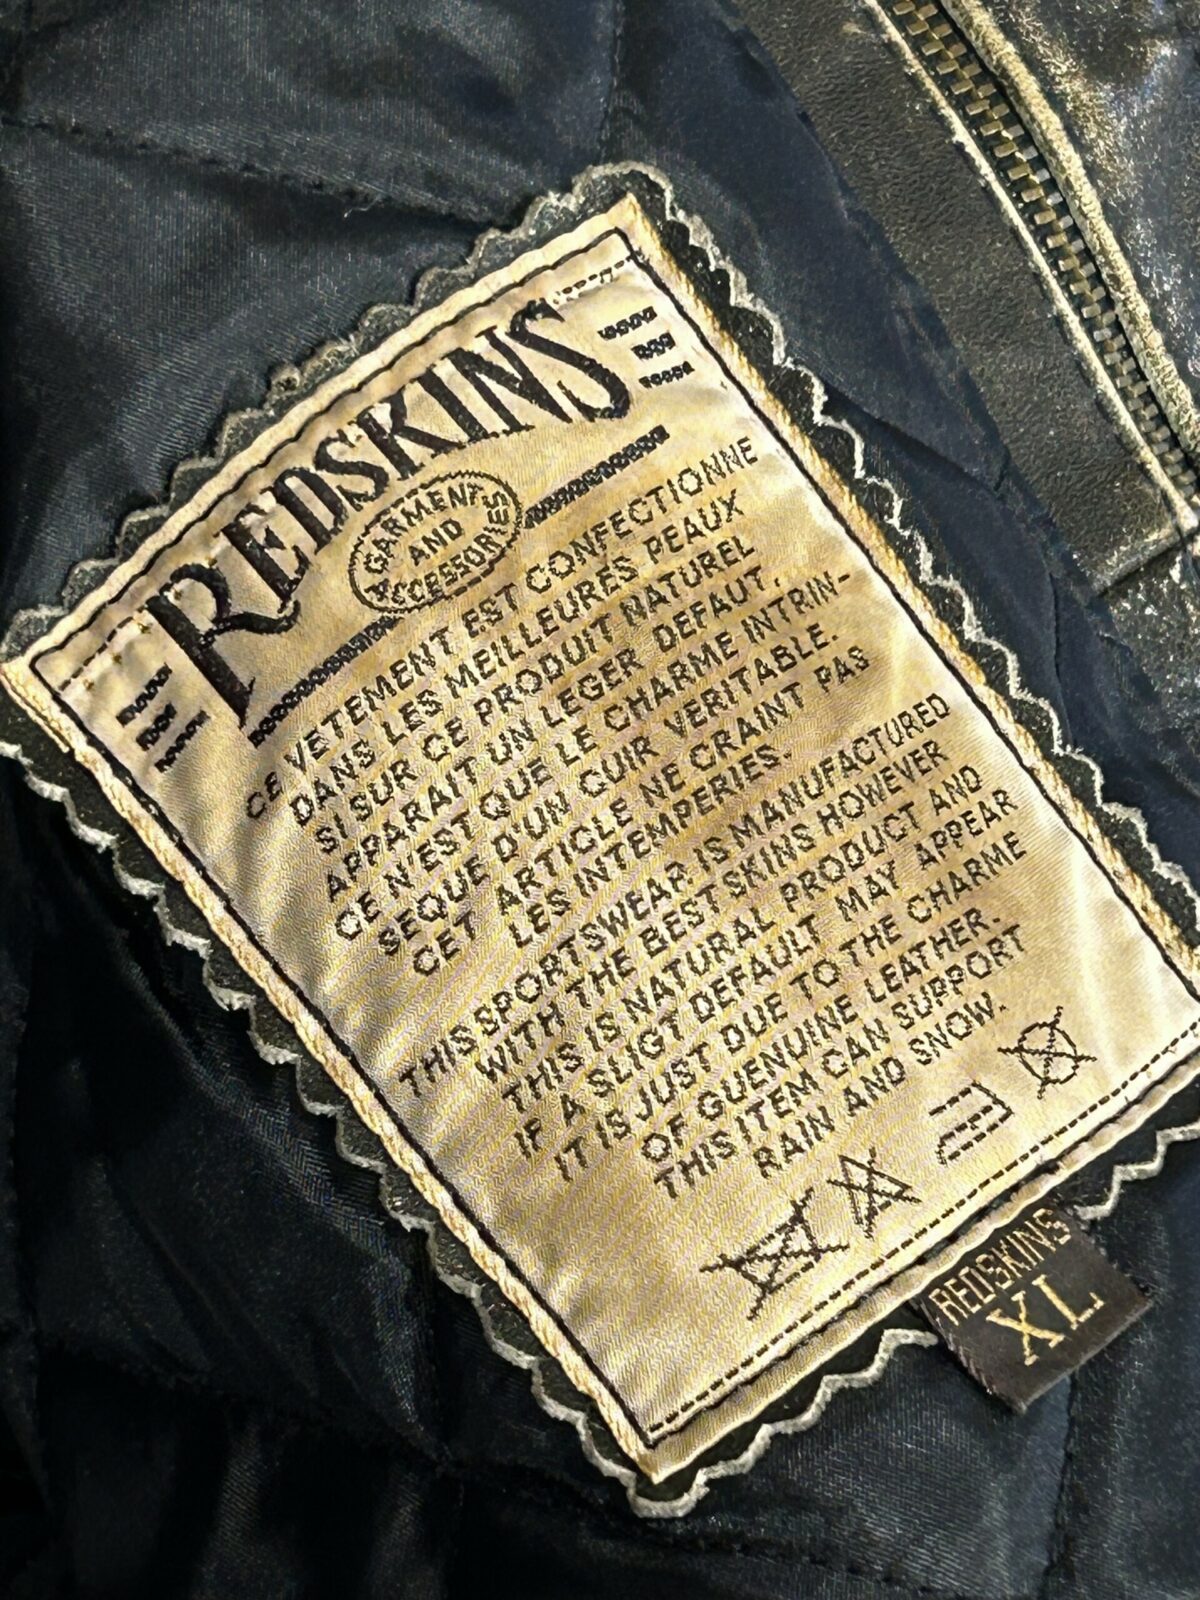 REDSKINS
GARMENTS
AND
ACCESSORIES
CE VETEMENT EST CONFECTIONNE
DANS LES MEILLEURES PEAUX
SI SUR CE PRODUIT NATUREL
APPARAIT UN LEGER DEFAUT,
CE N'EST QUE LE CHARME INTRIN-
SEQUE D'UN CUIR VERITABLE.
CET ARTICLE NE CRAINT PAS
LES INTEMPERIES.
THIS SPORTSWEAR IS MANUFACTURED
WITH THE BEST SKINS HOWEVER
THIS IS NATURAL PRODUCT AND
IF A SLIGT DEFAULT MAY APPEAR
IT IS JUST DUE TO THE CHARME
OF GUENUINE LEATHER.
THIS ITEM CAN SUPPORT
RAIN AND SNOW.
REDSKINS
XL